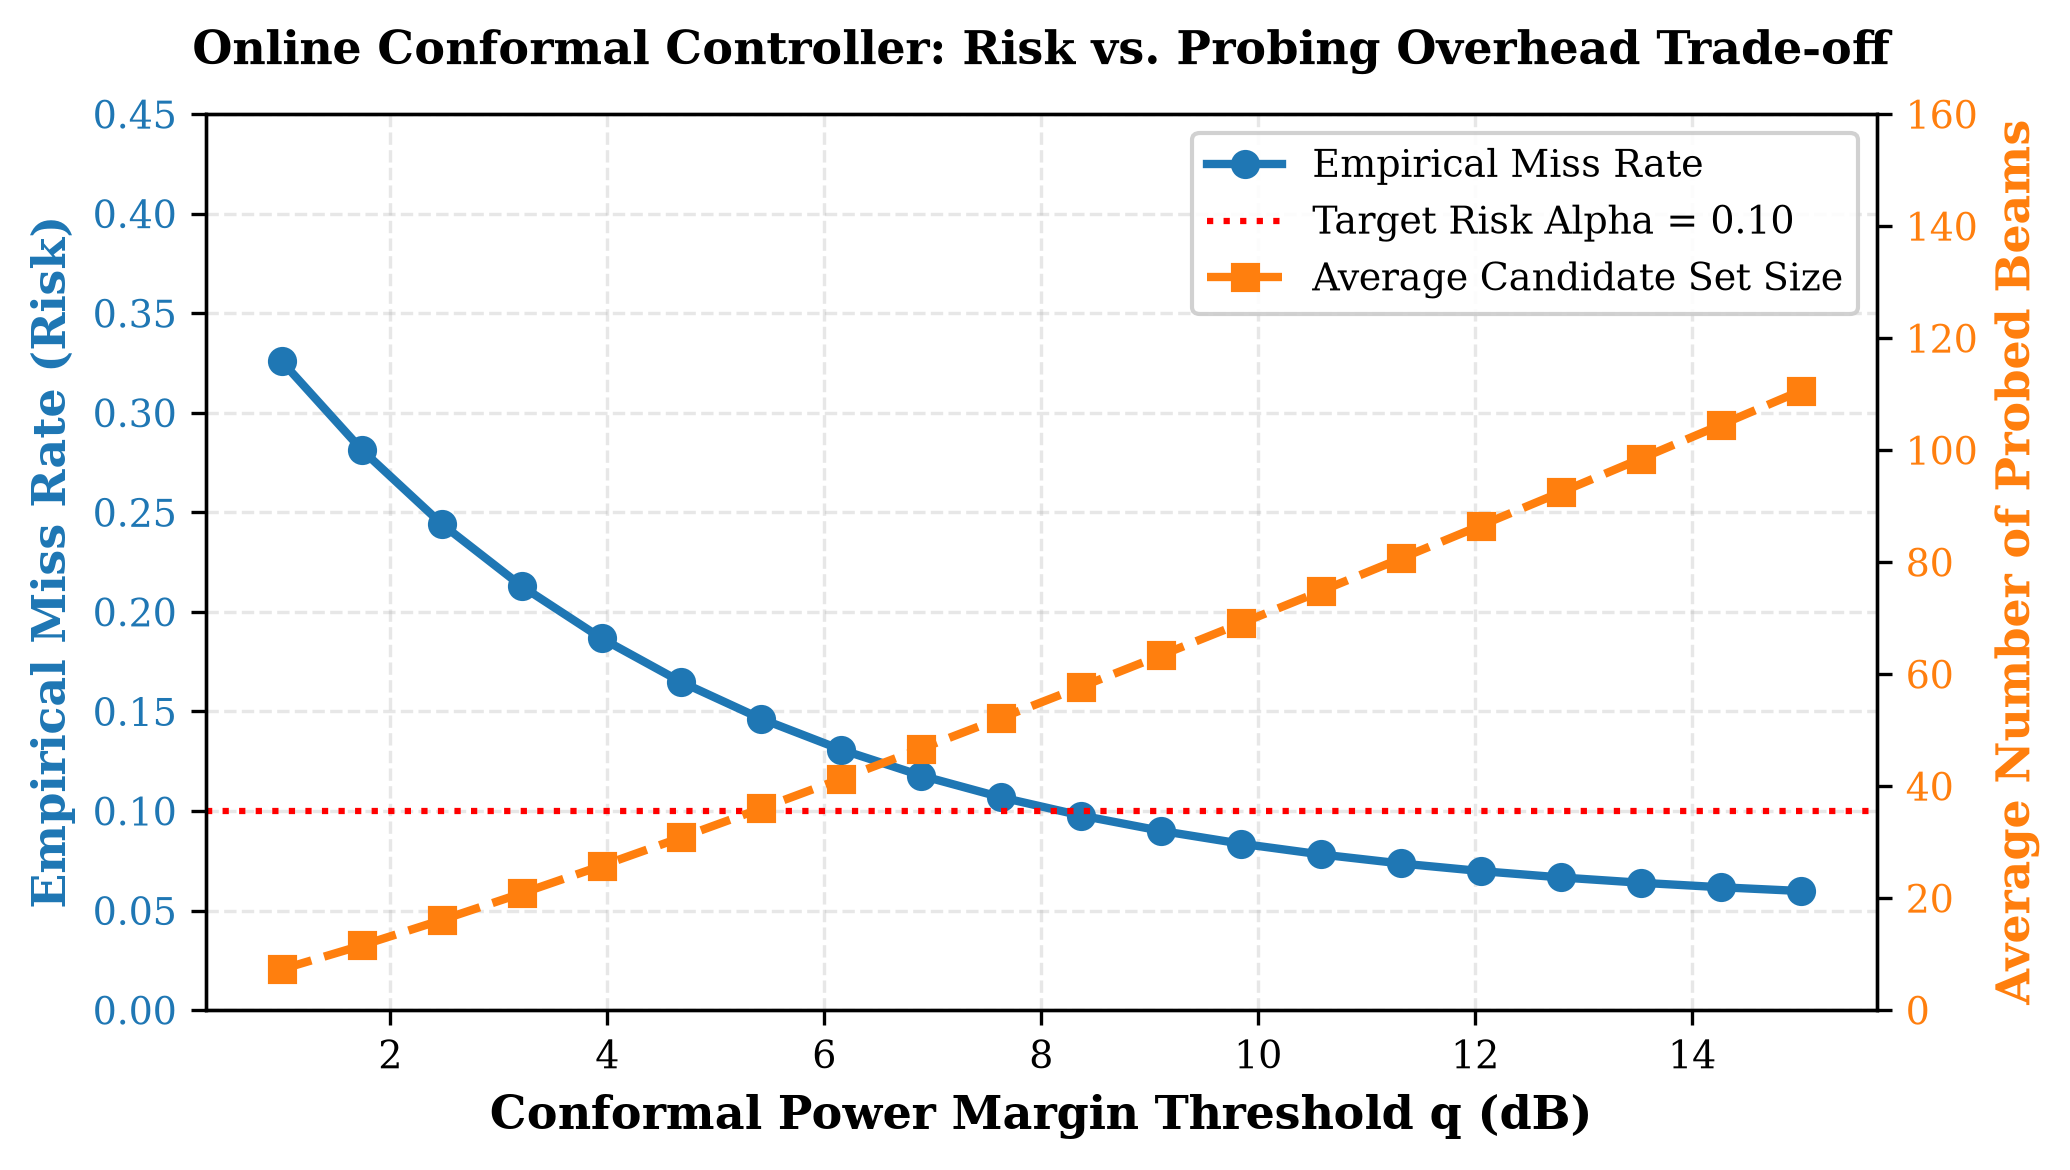 Online Conformal Controller: Risk vs. Probing Overhead Trade-off
Empirical Miss Rate (Risk)
0.45
0.40
0.35
0.30
0.25
0.20
0.15
0.10
0.05
0.00
Empirical Miss Rate
Target Risk Alpha = 0.10
Average Candidate Set Size
160
140
120
100
80
60
40
20
0
Average Number of Probed Beams
2 4 6 8 10 12 14
Conformal Power Margin Threshold q (dB)